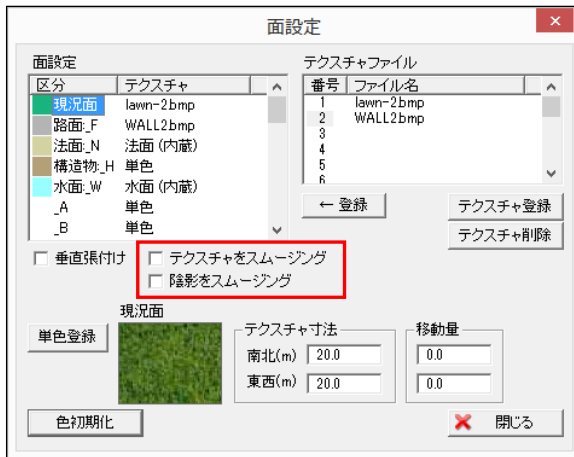 面設定
×
面設定
区分 テクスチャ
現況面 lawn-2.bmp
路面:_F WALL2.bmp
法面:_N 法面(内蔵)
構造物:_H 単色
水面:_W 水面(内蔵)
_A 単色
_B 単色
テクスチャファイル
番号 ファイル名
1 lawn-2.bmp
2 WALL2.bmp
3
4
5
6
← 登録
テクスチャ登録
テクスチャ削除
垂直張付け
テクスチャをスムージング
陰影をスムージング
現況面
単色登録
テクスチャ寸法
南北(m) 20.0
東西(m) 20.0
移動量
0.0
0.0
色初期化
閉じる